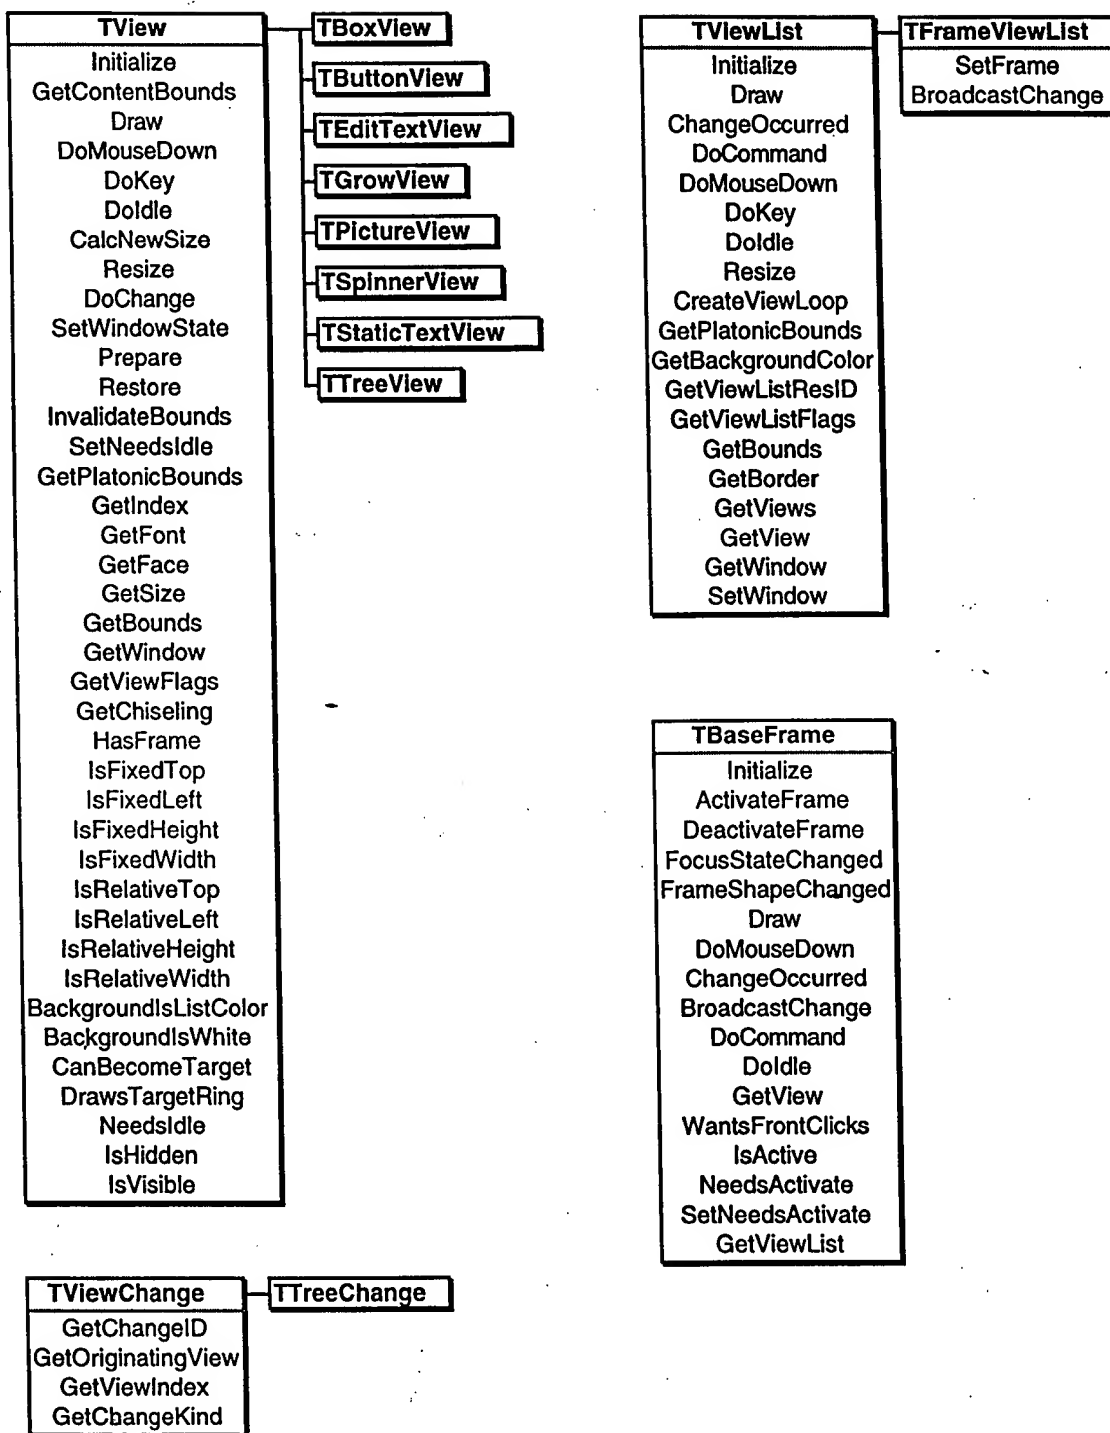 TView
Initialize
GetContentBounds
Draw
DoMouseDown
DoKey
DoIdle
CalcNewSize
Resize
DoChange
SetWindowState
Prepare
Restore
InvalidateBounds
SetNeedsIdle
GetPlatonicBounds
GetIndex
GetFont
GetFace
GetSize
GetBounds
GetWindow
GetViewFlags
GetChiseling
HasFrame
IsFixedTop
IsFixedLeft
IsFixedHeight
IsFixedWidth
IsRelativeTop
IsRelativeLeft
IsRelativeHeight
IsRelativeWidth
BackgroundIsListColor
BackgroundIsWhite
CanBecomeTarget
DrawsTargetRing
NeedsIdle
IsHidden
IsVisible
TBoxView
TButtonView
TEditTextView
TGrowView
TPictureView
TSpinnerView
TStaticTextView
TTreeView
TViewList
Initialize
Draw
ChangeOccurred
DoCommand
DoMouseDown
DoKey
DoIdle
Resize
CreateViewLoop
GetPlatonicBounds
GetBackgroundColor
GetViewListResID
GetViewListFlags
GetBounds
GetBorder
GetViews
GetView
GetWindow
SetWindow
TFrameViewList
SetFrame
BroadcastChange
TBaseFrame
Initialize
ActivateFrame
DeactivateFrame
FocusStateChanged
FrameShapeChanged
Draw
DoMouseDown
ChangeOccurred
BroadcastChange
DoCommand
DoIdle
GetView
WantsFrontClicks
IsActive
NeedsActivate
SetNeedsActivate
GetViewList
TViewChange
GetChangeID
GetOriginatingView
GetViewIndex
GetChangeKind
TTreeChange